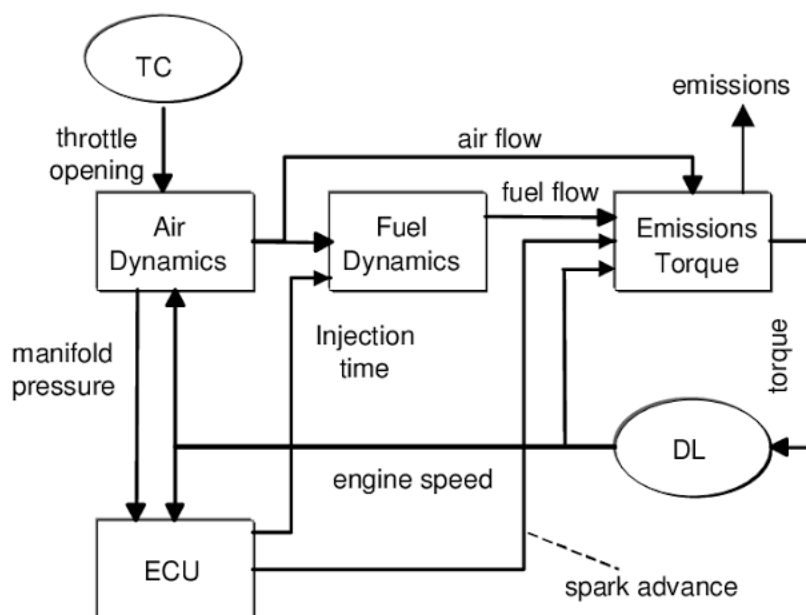 TC
emissions
throttle
opening
air flow
fuel flow
Air
Dynamics
Fuel
Dynamics
Emissions
Torque
manifold
pressure
Injection
time
torque
DL
engine speed
ECU
spark advance